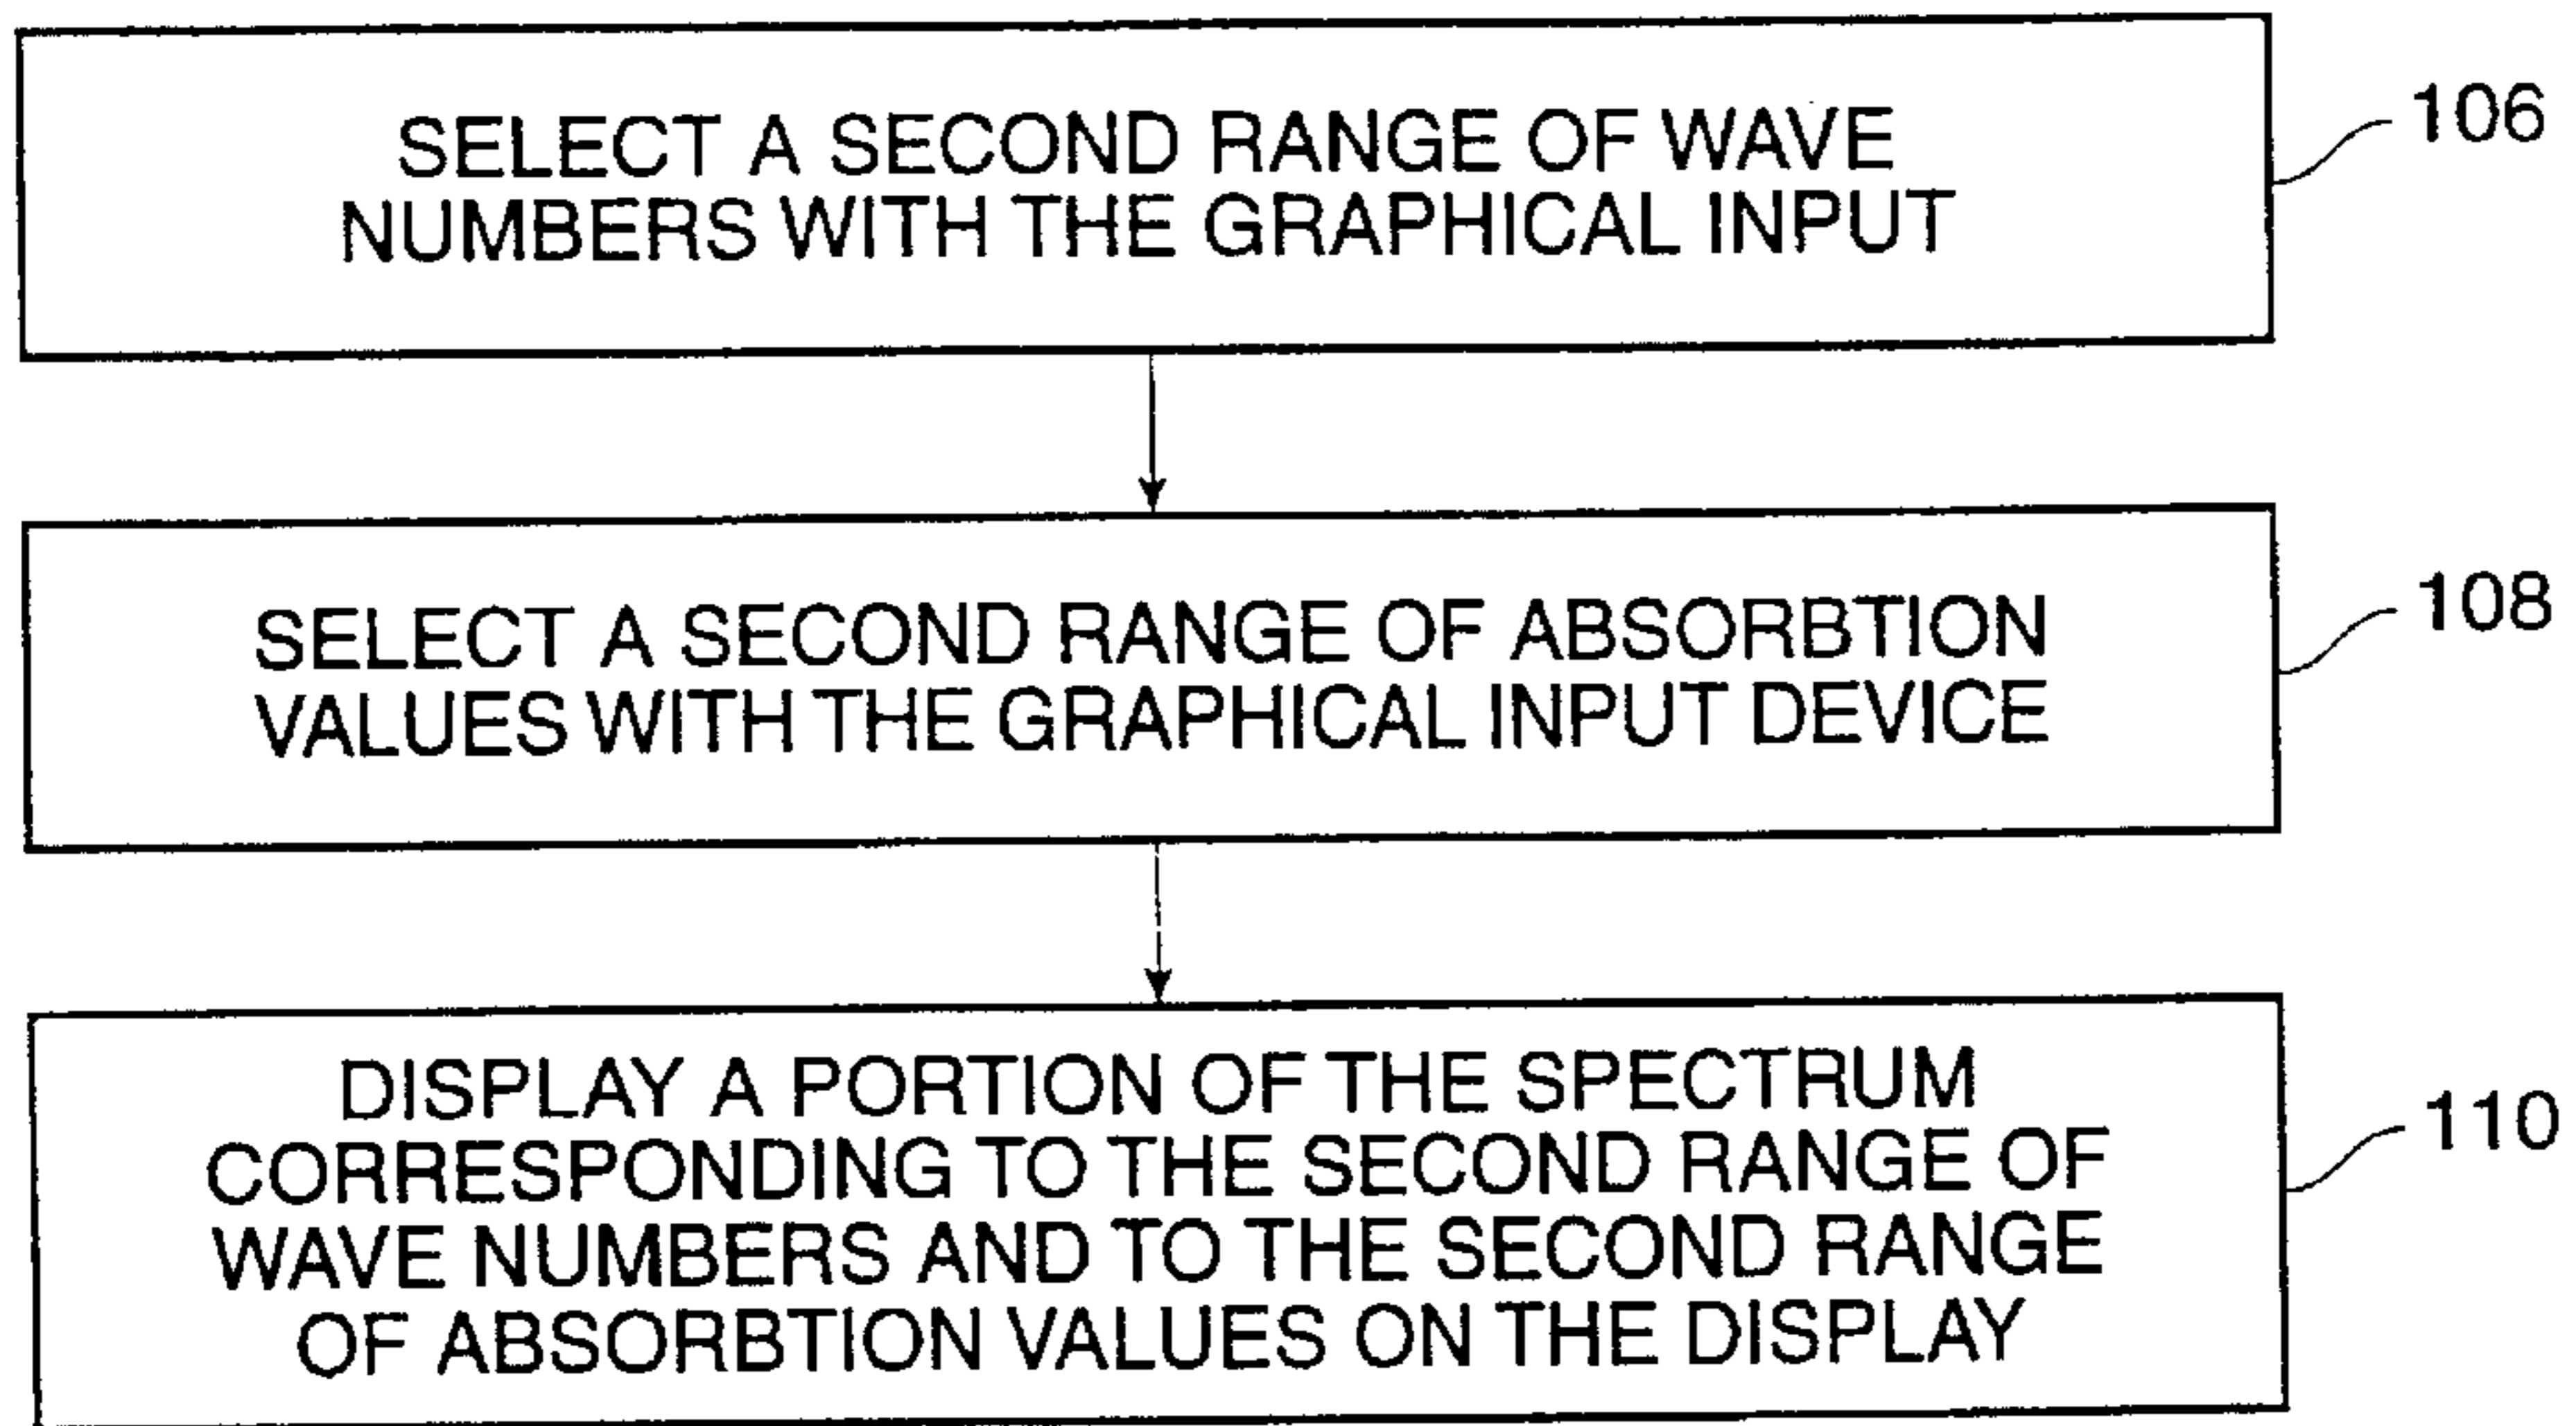 SELECT A SECOND RANGE OF WAVE
NUMBERS WITH THE GRAPHICAL INPUT
106
SELECT A SECOND RANGE OF ABSORBTION
VALUES WITH THE GRAPHICAL INPUT DEVICE
108
DISPLAY A PORTION OF THE SPECTRUM
CORRESPONDING TO THE SECOND RANGE OF
WAVE NUMBERS AND TO THE SECOND RANGE
OF ABSORBTION VALUES ON THE DISPLAY
110